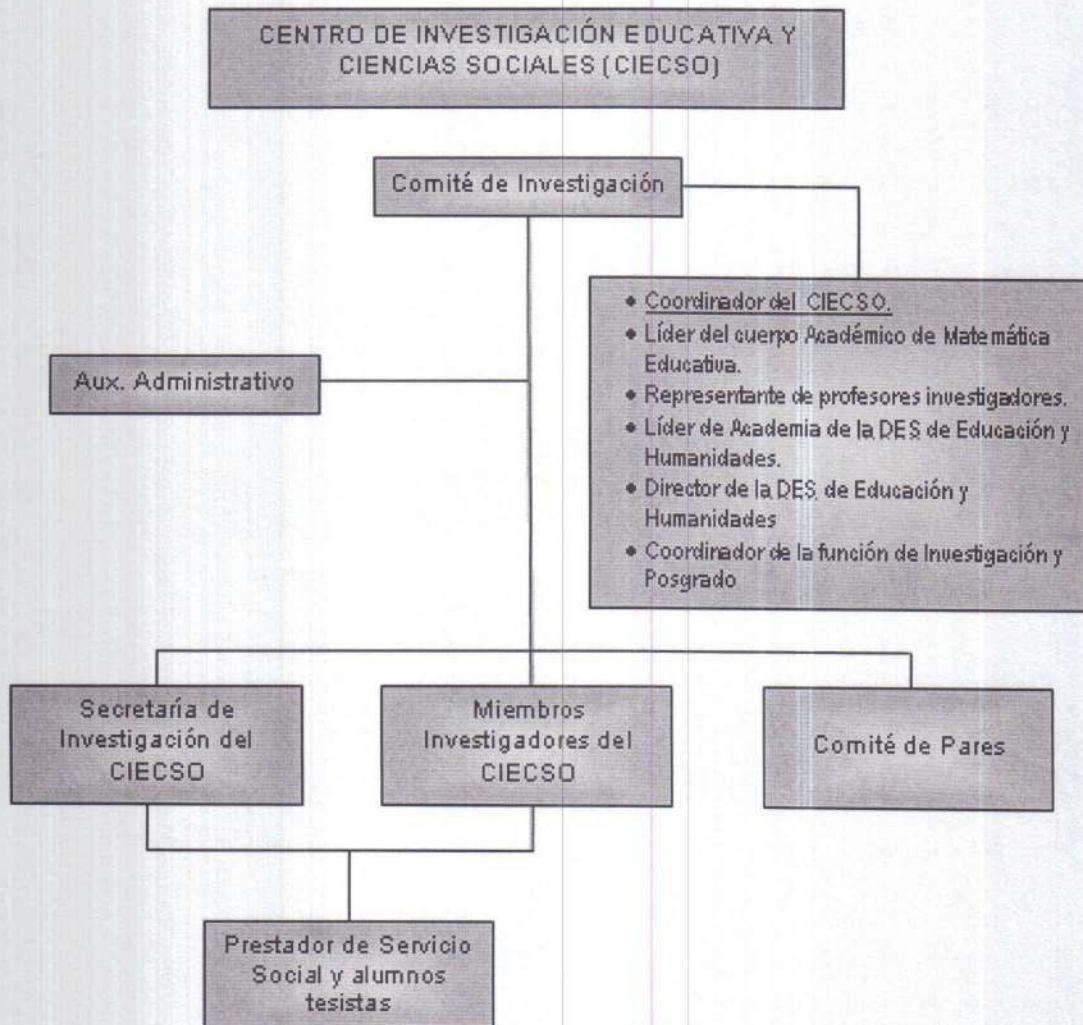 CENTRO DE INVESTIGACIÓN EDUCATIVA Y
CIENCIAS SOCIALES (CIECSO)
Comité de Investigación
• Coordinador del CIECSO.
• Líder del cuerpo Académico de Matemática
Educativa.
• Representante de profesores investigadores.
• Líder de Academia de la DES de Educación y
Humanidades.
• Director de la DES de Educación y
Humanidades
• Coordinador de la función de Investigación y
Posgrado
Aux. Administrativo
Secretaría de
Investigación del
CIECSO
Miembros
Investigadores del
CIECSO
Comité de Pares
Prestador de Servicio
Social y alumnos
tesistas